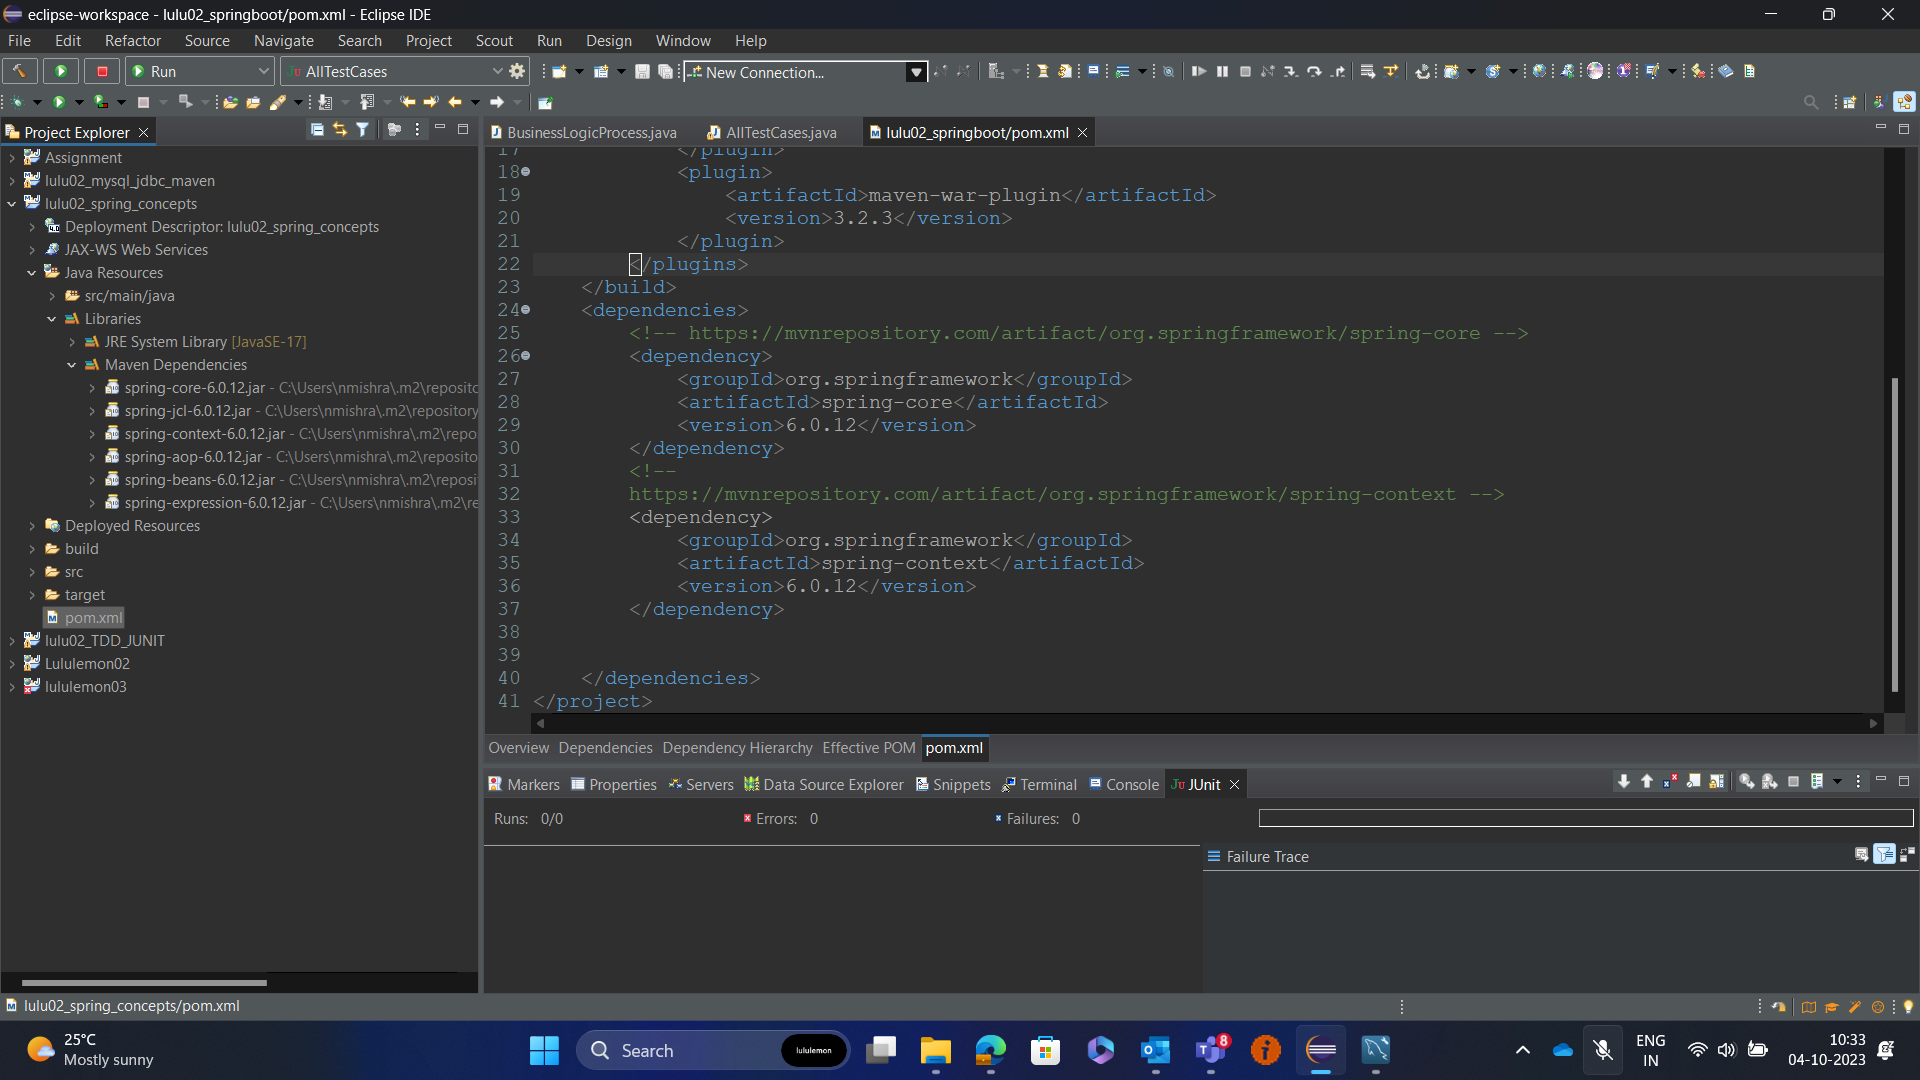 eclipse-workspace - lulu02_springboot/pom.xml - Eclipse IDE
File Edit Refactor Source Navigate Search Project Scout Run Design Window Help
Run
Ju AllTestCases
New Connection...
Project Explorer
BusinessLogicProcess.java
AllTestCases.java
lulu02_springboot/pom.xml
Assignment
lulu02_mysql_jdbc_maven
lulu02_spring_concepts
Deployment Descriptor: lulu02_spring_concepts
JAX-WS Web Services
Java Resources
src/main/java
Libraries
JRE System Library [JavaSE-17]
Maven Dependencies
spring-core-6.0.12.jar - C:\Users\nmishra\.m2\repositc
spring-jcl-6.0.12.jar - C:\Users\nmishra\.m2\repository
spring-context-6.0.12.jar - C:\Users\nmishra\.m2\repo
spring-aop-6.0.12.jar - C:\Users\nmishra\.m2\reposito
spring-beans-6.0.12.jar - C:\Users\nmishra\.m2\reposi
spring-expression-6.0.12.jar - C:\Users\nmishra\.m2\re
Deployed Resources
build
src
target
pom.xml
lulu02_TDD_JUNIT
Lululemon02
lululemon03
17 </plugin>
18 <plugin>
19 <artifactId>maven-war-plugin</artifactId>
20 <version>3.2.3</version>
21 </plugin>
22 </plugins>
23 </build>
24 <dependencies>
25 <!-- https://mvnrepository.com/artifact/org.springframework/spring-core -->
26 <dependency>
27 <groupId>org.springframework</groupId>
28 <artifactId>spring-core</artifactId>
29 <version>6.0.12</version>
30 </dependency>
31 <!--
32 https://mvnrepository.com/artifact/org.springframework/spring-context -->
33 <dependency>
34 <groupId>org.springframework</groupId>
35 <artifactId>spring-context</artifactId>
36 <version>6.0.12</version>
37 </dependency>
38
39
40 </dependencies>
41 </project>
Overview Dependencies Dependency Hierarchy Effective POM pom.xml
Markers Properties Servers Data Source Explorer Snippets Terminal Console Ju JUnit
Runs: 0/0 Errors: 0 Failures: 0
Failure Trace
lulu02_spring_concepts/pom.xml
25°C
Mostly sunny
Search
lululemon
8
ENG
IN
10:33
04-10-2023